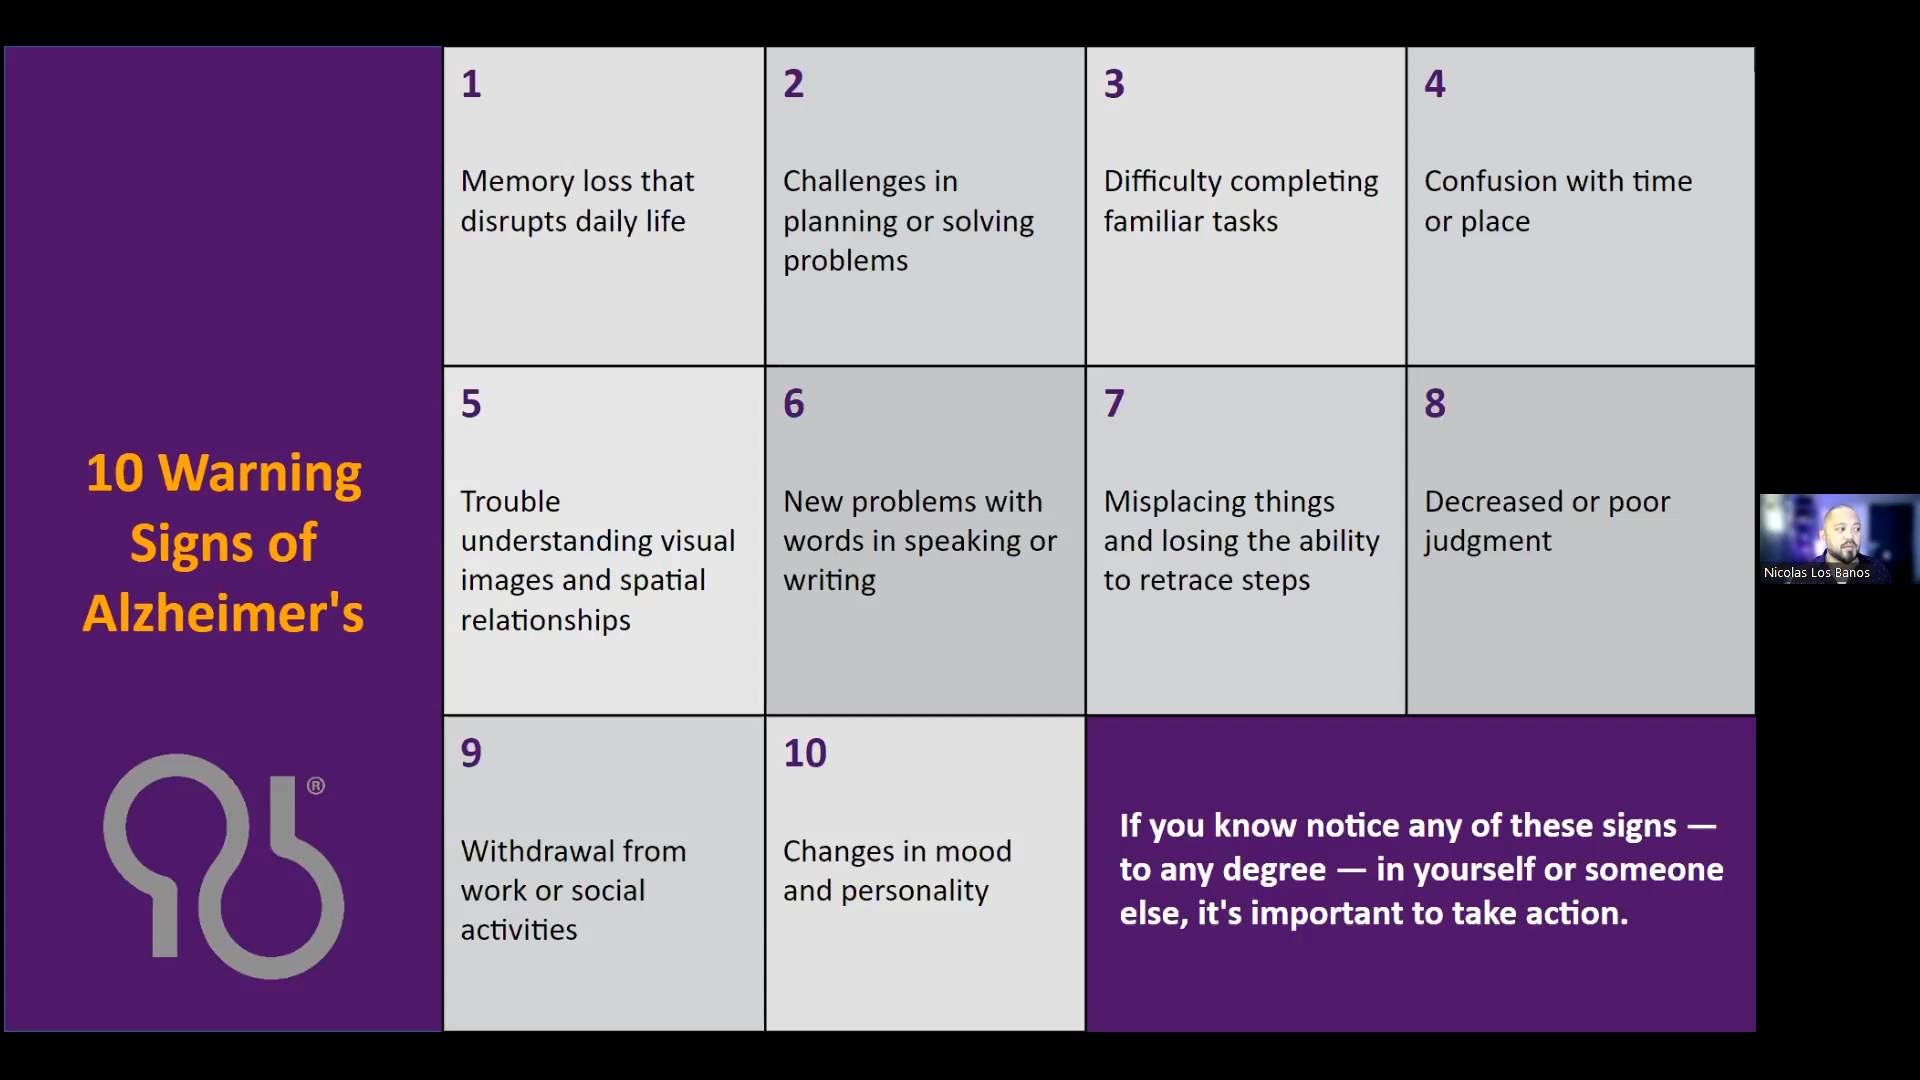 10 Warning
Signs of
Alzheimer's
®
1
Memory loss that
disrupts daily life
2
Challenges in
planning or solving
problems
3
Difficulty completing
familiar tasks
4
Confusion with time
or place
5
Trouble
understanding visual
images and spatial
relationships
6
New problems with
words in speaking or
writing
7
Misplacing things
and losing the ability
to retrace steps
8
Decreased or poor
judgment
9
Withdrawal from
work or social
activities
10
Changes in mood
and personality
If you know notice any of these signs —
to any degree — in yourself or someone
else, it's important to take action.
Nicolas Los Banos